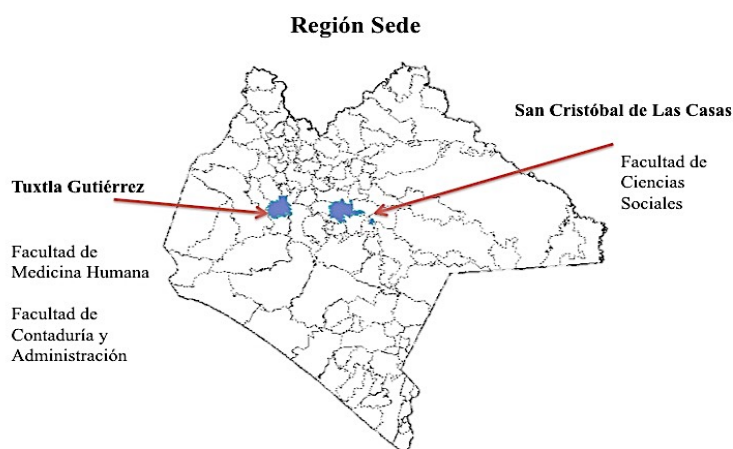 Región Sede
San Cristóbal de Las Casas
Facultad de
Ciencias
Sociales
Tuxtla Gutiérrez
Facultad de
Medicina Humana
Facultad de
Contaduría y
Administración